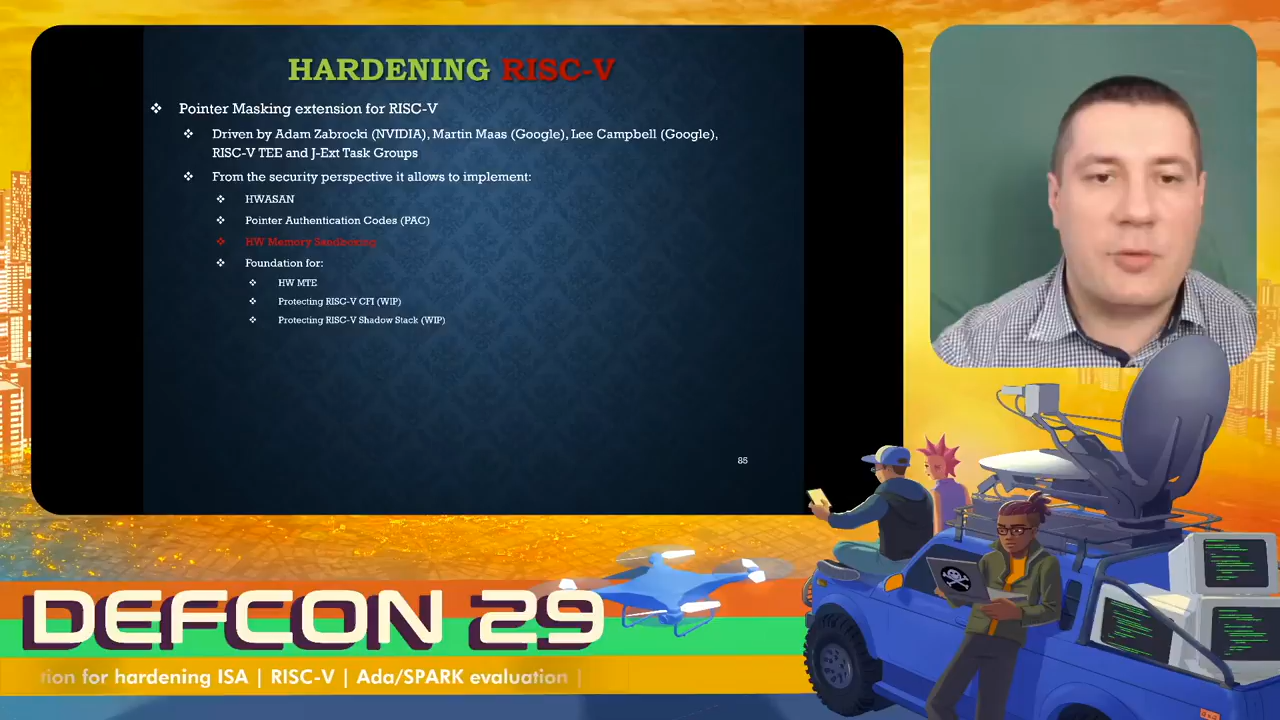 HARDENING RISC-V
Pointer Masking extension for RISC-V
Driven by Adam Zabrocki (NVIDIA), Martin Maas (Google), Lee Campbell (Google),
RISC-V TEE and J-Ext Task Groups
From the security perspective it allows to implement:
HWASAN
Pointer Authentication Codes (PAC)
HW Memory Sandboxing
Foundation for:
HW MTE
Protecting RISC-V CFI (WIP)
Protecting RISC-V Shadow Stack (WIP)
85
DEFCON 29
tion for hardening ISA | RISC-V | Ada/SPARK evaluation |